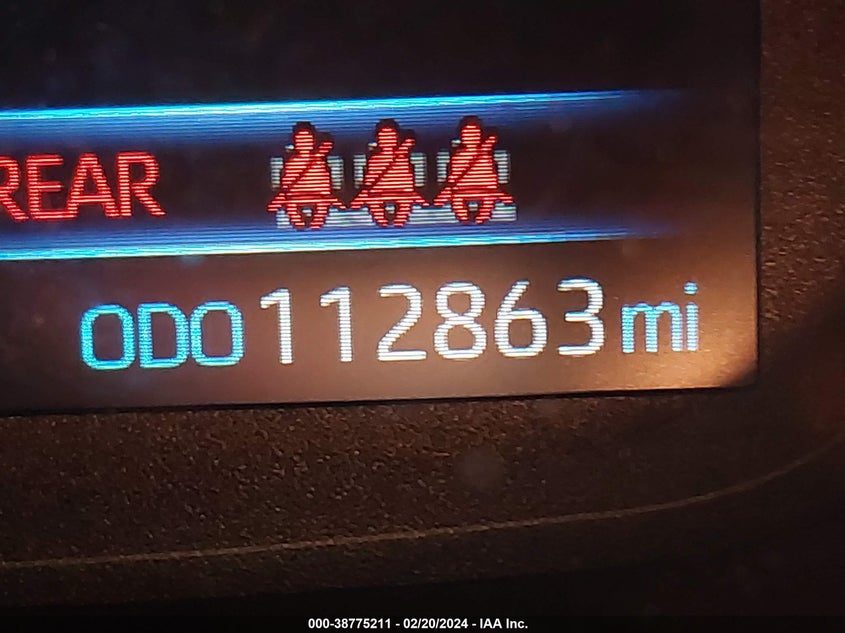 REAR
ODO 112863 mi
000-38775211 - 02/20/2024 - IAA Inc.